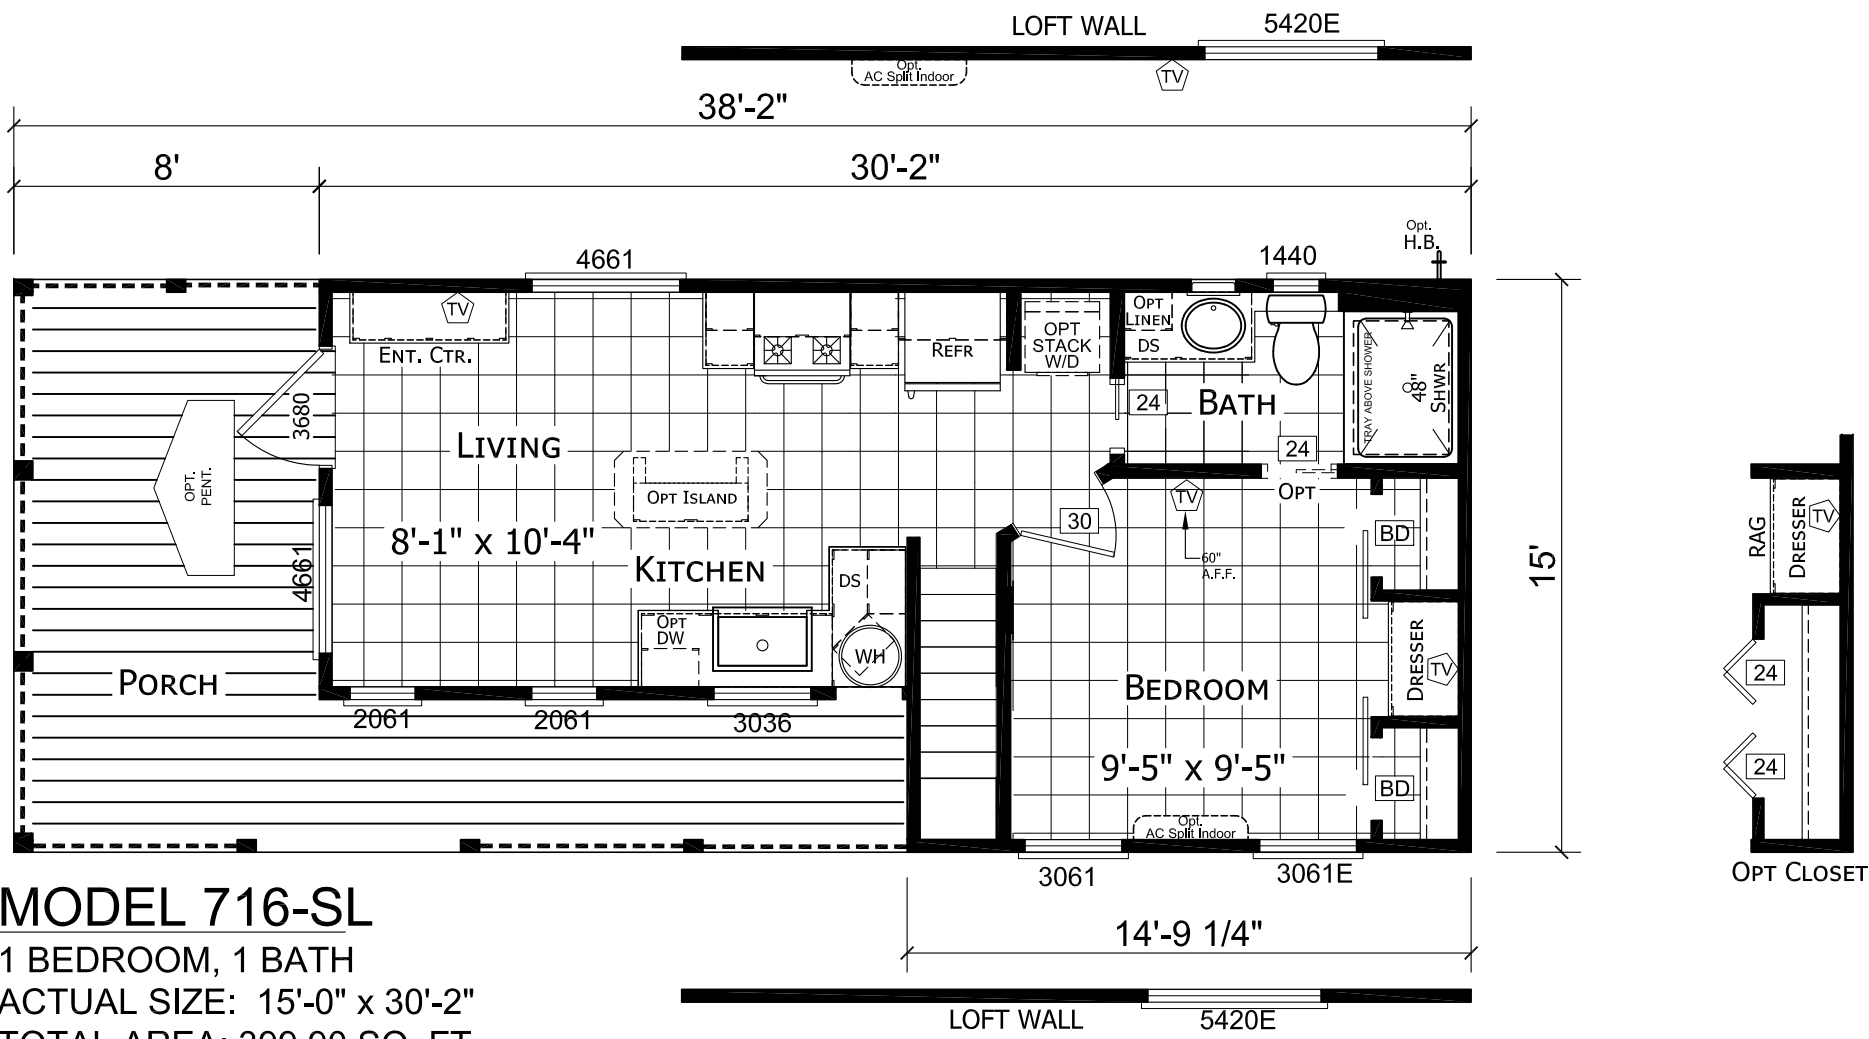 LOFT WALL
5420E
Opt.
AC Split Indoor
TV
38'-2"
8'
30'-2"
Opt.
H.B.
4661
1440
TV
ENT. CTR.
REFR
OPT
STACK
W/D
OPT
LINEN
DS
TRAY ABOVE SHOWER
48"
SHWR
3680
24
BATH
LIVING
24
OPT.
PENT.
OPT ISLAND
TV
OPT
30
BD
8'-1" x 10'-4"
60"
A.F.F.
4661
KITCHEN
DS
15'
RAG
DRESSER
TV
OPT
DW
WH
DRESSER
TV
PORCH
BEDROOM
24
2061
2061
3036
9'-5" x 9'-5"
BD
24
Opt.
AC Split Indoor
3061
3061E
OPT CLOSET
MODEL 716-SL
14'-9 1/4"
1 BEDROOM, 1 BATH
ACTUAL SIZE: 15'-0" x 30'-2"
LOFT WALL
5420E